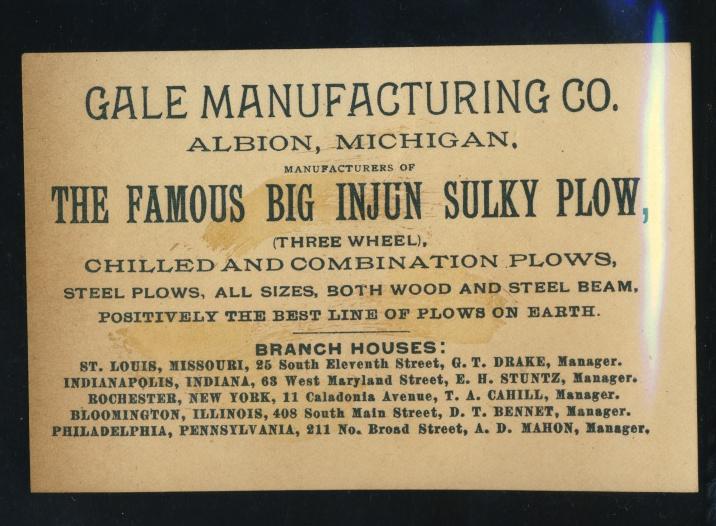 GALE MANUFACTURING CO.
ALBION, MICHIGAN,
MANUFACTURERS OF
THE FAMOUS BIG INJUN SULKY PLOW,
(THREE WHEEL),
CHILLED AND COMBINATION PLOWS,
STEEL PLOWS, ALL SIZES, BOTH WOOD AND STEEL BEAM,
POSITIVELY THE BEST LINE OF PLOWS ON EARTH.
BRANCH HOUSES:
ST. LOUIS, MISSOURI, 25 South Eleventh Street, G. T. DRAKE, Manager.
INDIANAPOLIS, INDIANA, 63 West Maryland Street, E. H. STUNTZ, Manager.
ROCHESTER, NEW YORK, 11 Caladonia Avenue, T. A. CAHILL, Manager.
BLOOMINGTON, ILLINOIS, 408 South Main Street, D. T. BENNET, Manager.
PHILADELPHIA, PENNSYLVANIA, 211 No. Broad Street, A. D. MAHON, Manager.